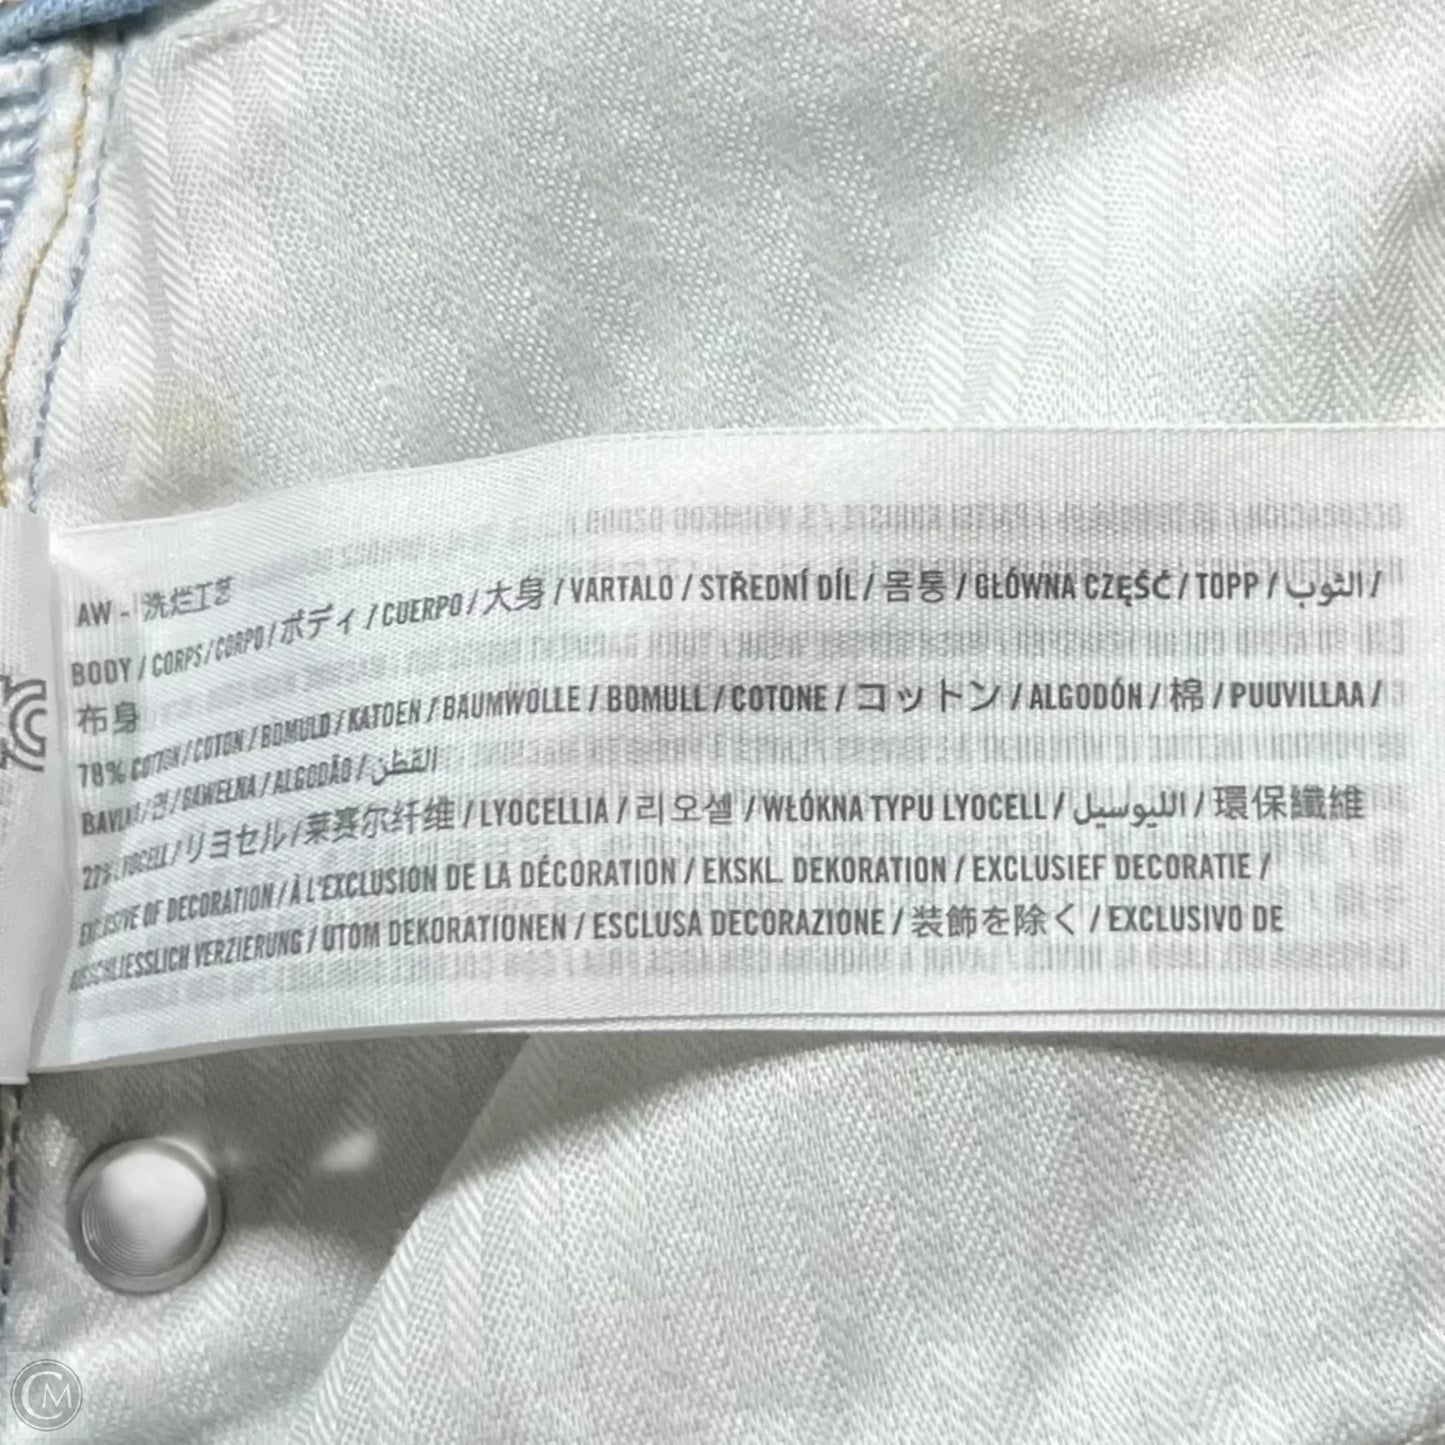 AW - 洗烂工艺
BODY / CORPS / CORPO / ボディ / CUERPO / 大身 / VARTALO / STŘEDNÍ DÍL / 몸통 / GŁÓWNA CZĘŚĆ / TOPP / الثوب /
布身
78% COTTON / COTON / BOMULD / KATOEN / BAUMWOLLE / BOMULL / COTONE / コットン / ALGODÓN / 棉 / PUUVILLAA /
BAVLNA / 면 / BAWEŁNA / ALGODÃO / القطن
22% LYOCELL / リヨセル / 莱赛尔纤维 / LYOCELLIA / 리오셀 / WŁÓKNA TYPU LYOCELL / الليوسيل / 環保纖維
EXCLUSIVE OF DECORATION / À L'EXCLUSION DE LA DÉCORATION / EKSKL. DEKORATION / EXCLUSIEF DECORATIE /
AUSSCHLIESSLICH VERZIERUNG / UTOM DEKORATIONEN / ESCLUSA DECORAZIONE / 装飾を除く / EXCLUSIVO DE
CM